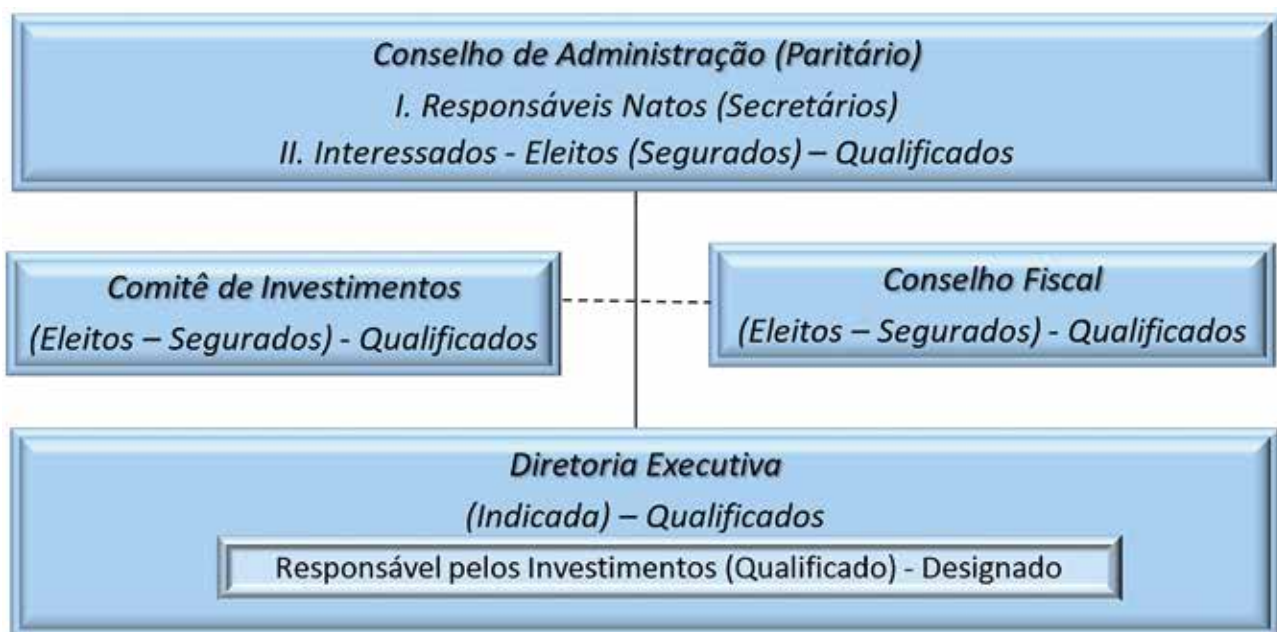 Conselho de Administração (Paritário)
I. Responsáveis Natos (Secretários)
II. Interessados - Eleitos (Segurados) – Qualificados
Comitê de Investimentos
(Eleitos – Segurados) - Qualificados
Conselho Fiscal
(Eleitos – Segurados) - Qualificados
Diretoria Executiva
(Indicada) – Qualificados
Responsável pelos Investimentos (Qualificado) - Designado